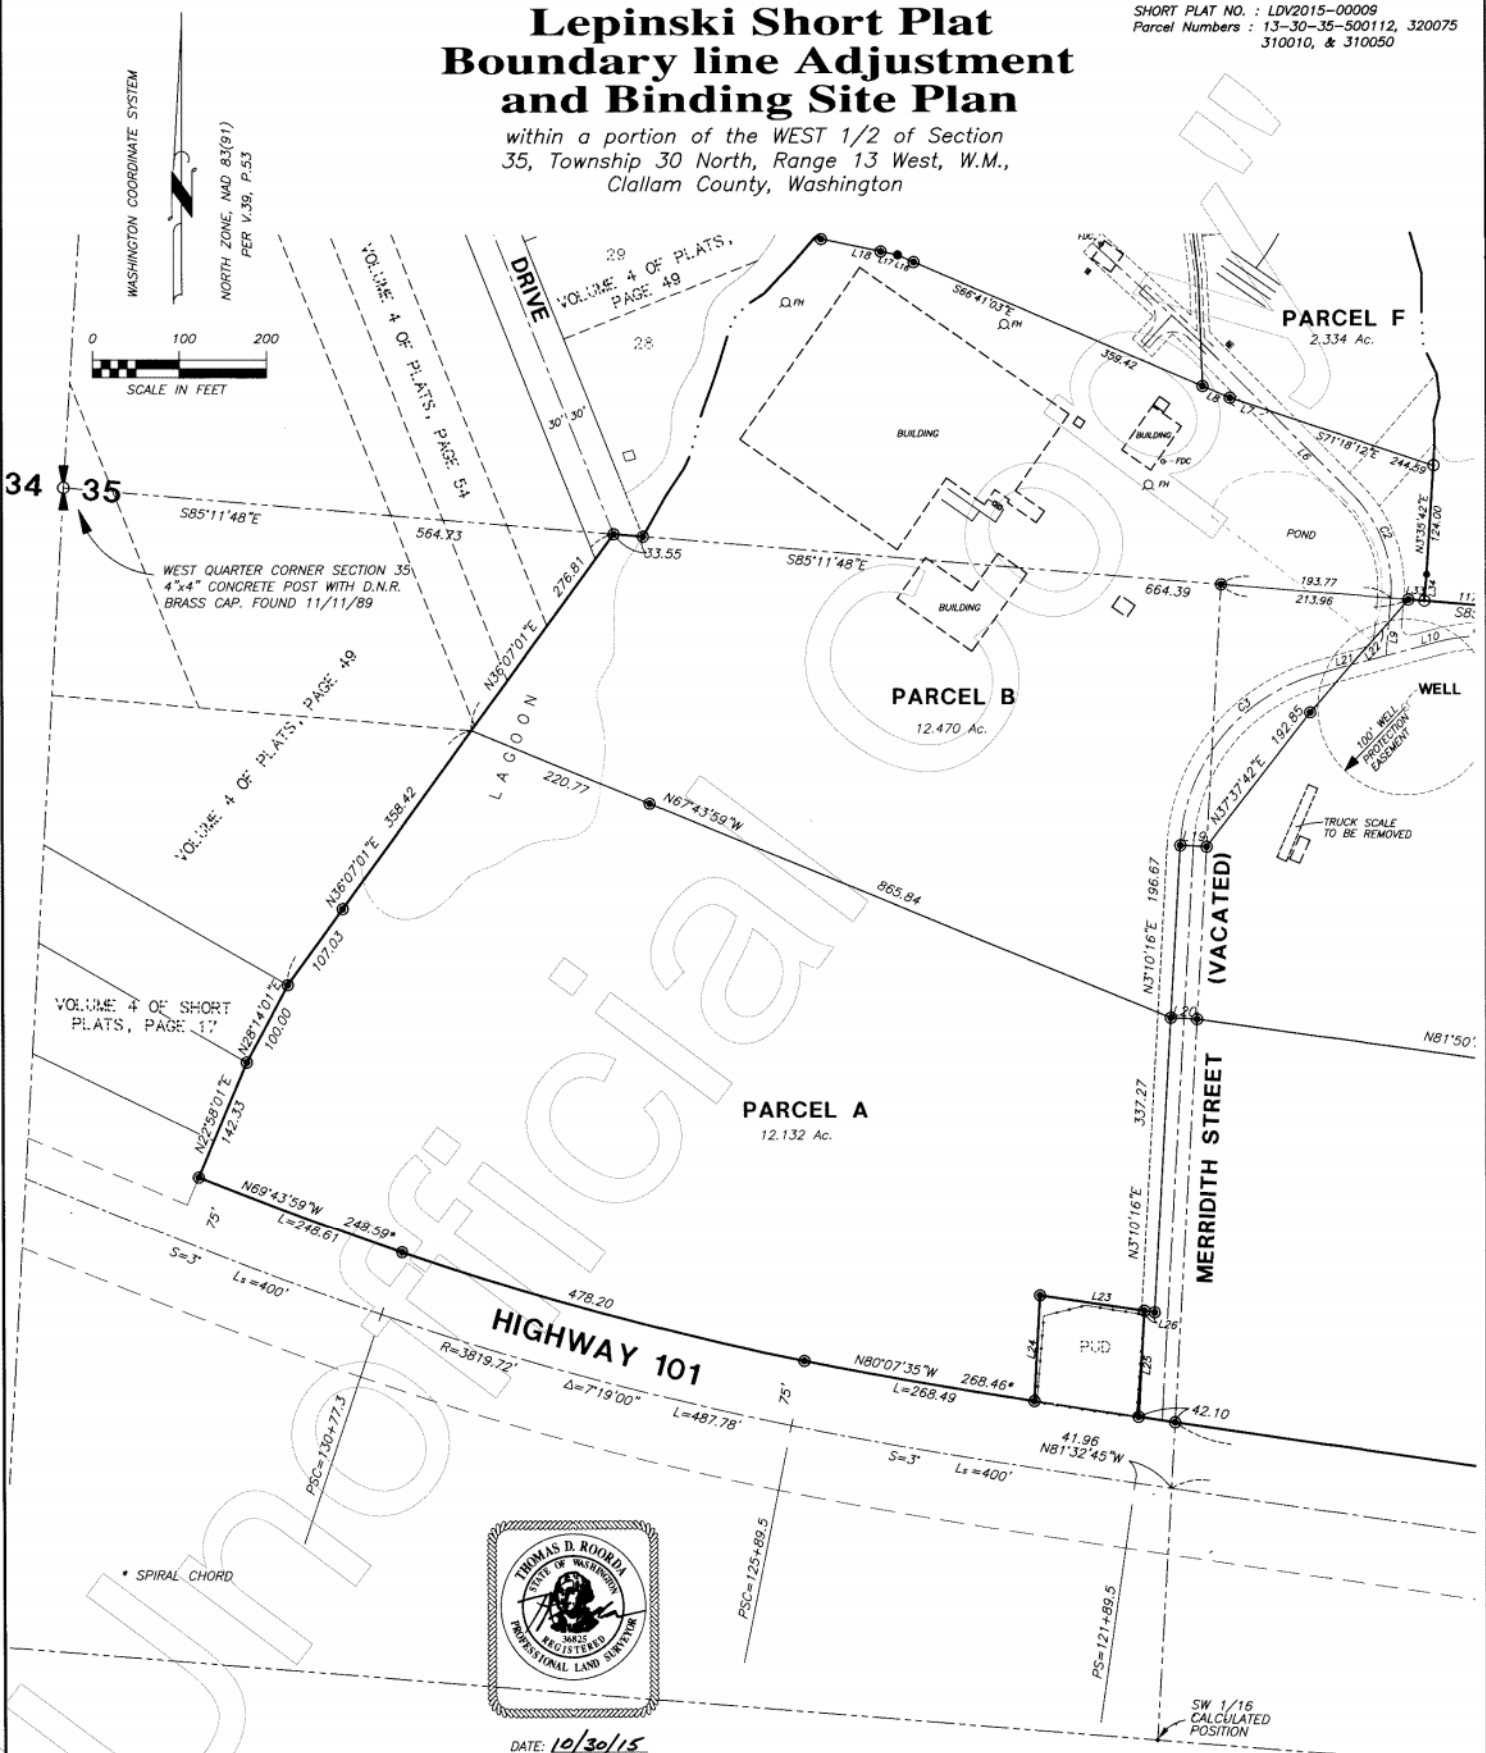 Lepinski Short Plat
Boundary line Adjustment
and Binding Site Plan
within a portion of the WEST 1/2 of Section
35, Township 30 North, Range 13 West, W.M.,
Clallam County, Washington
SHORT PLAT NO. : LDV2015-00009
Parcel Numbers : 13-30-35-500112, 320075
310010, & 310050
WASHINGTON COORDINATE SYSTEM
NORTH ZONE, NAD 83(91)
PER V.39, P.53
0 100 200
SCALE IN FEET
VOLUME 4 OF PLATS, PAGE 54
DRIVE
30' 30'
29
VOLUME 4 OF PLATS,
PAGE 49
28
L18
L17
L16
FH
S66°41'03"E
FH
359.42
FDC
PARCEL F
2.334 Ac.
BUILDING
BUILDING
FDC
FH
L8
L7
L6
S71°18'12"E
244.59
N3°35'42"E
124.00
C2
POND
34
35
S85°11'48"E
564.73
33.55
S85°11'48"E
664.39
193.77
213.96
L33
L34
WEST QUARTER CORNER SECTION 35
4"x4" CONCRETE POST WITH D.N.R.
BRASS CAP. FOUND 11/11/89
276.81
N36°07'01"E
BUILDING
L9
L10
L21
L22
C3
WELL
100' WELL
PROTECTION
EASEMENT
PARCEL B
12.470 Ac.
192.85
N37°37'42"E
TRUCK SCALE
TO BE REMOVED
VOLUME 4 OF PLATS, PAGE 49
LAGOON
220.77
N67°43'59"W
865.84
358.42
N36°07'01"E
107.03
L19
196.67
N3°10'16"E
(VACATED)
L20
N81°50'
VOLUME 4 OF SHORT
PLATS, PAGE 17
N28°14'01"E
100.00
N22°58'01"E
142.33
PARCEL A
12.132 Ac.
337.27
N3°10'16"E
MERRIDITH STREET
N69°43'59"W
248.59*
L=248.61
75'
S=3°
Ls=400'
478.20
HIGHWAY 101
R=3819.72'
Δ=7°19'00"
L=487.78'
75'
N80°07'35"W
268.46*
L=268.49
L23
L24
L25
L26
PUD
42.10
41.96
N81°32'45"W
S=3°
Ls=400'
PSC=130+77.3
PSC=125+89.5
PS=121+89.5
* SPIRAL CHORD
THOMAS D. ROORDA
STATE OF WASHINGTON
36825
REGISTERED
PROFESSIONAL LAND SURVEYOR
DATE: 10/30/15
SW 1/16
CALCULATED
POSITION
Unofficial Copy